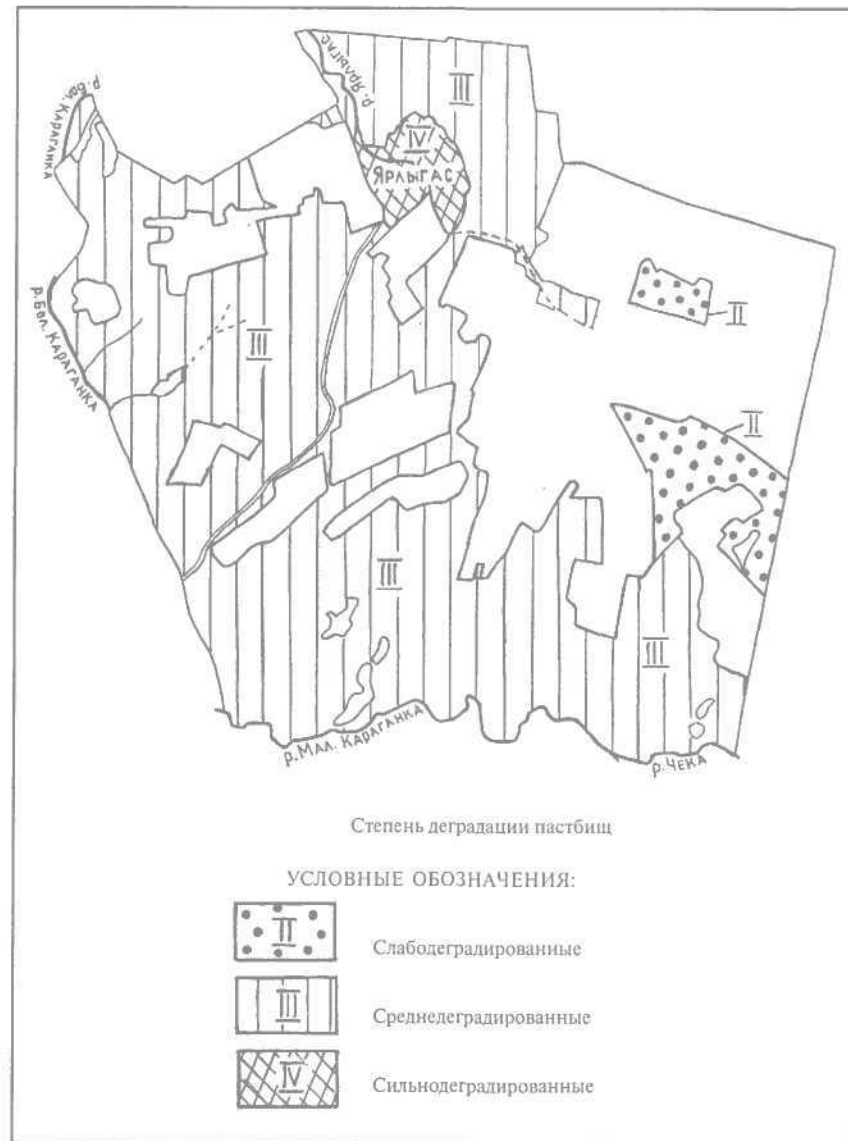 р. Ярлыгас
III
р. Бол. Караганка
IV
Ярлыгас
II
р. Бол. Караганка
III
II
III
III
р. Мал. Караганка
р. Чека
Степень деградации пастбищ
УСЛОВНЫЕ ОБОЗНАЧЕНИЯ:
II
Слабодеградированные
III
Среднедеградированные
IV
Сильнодеградированные